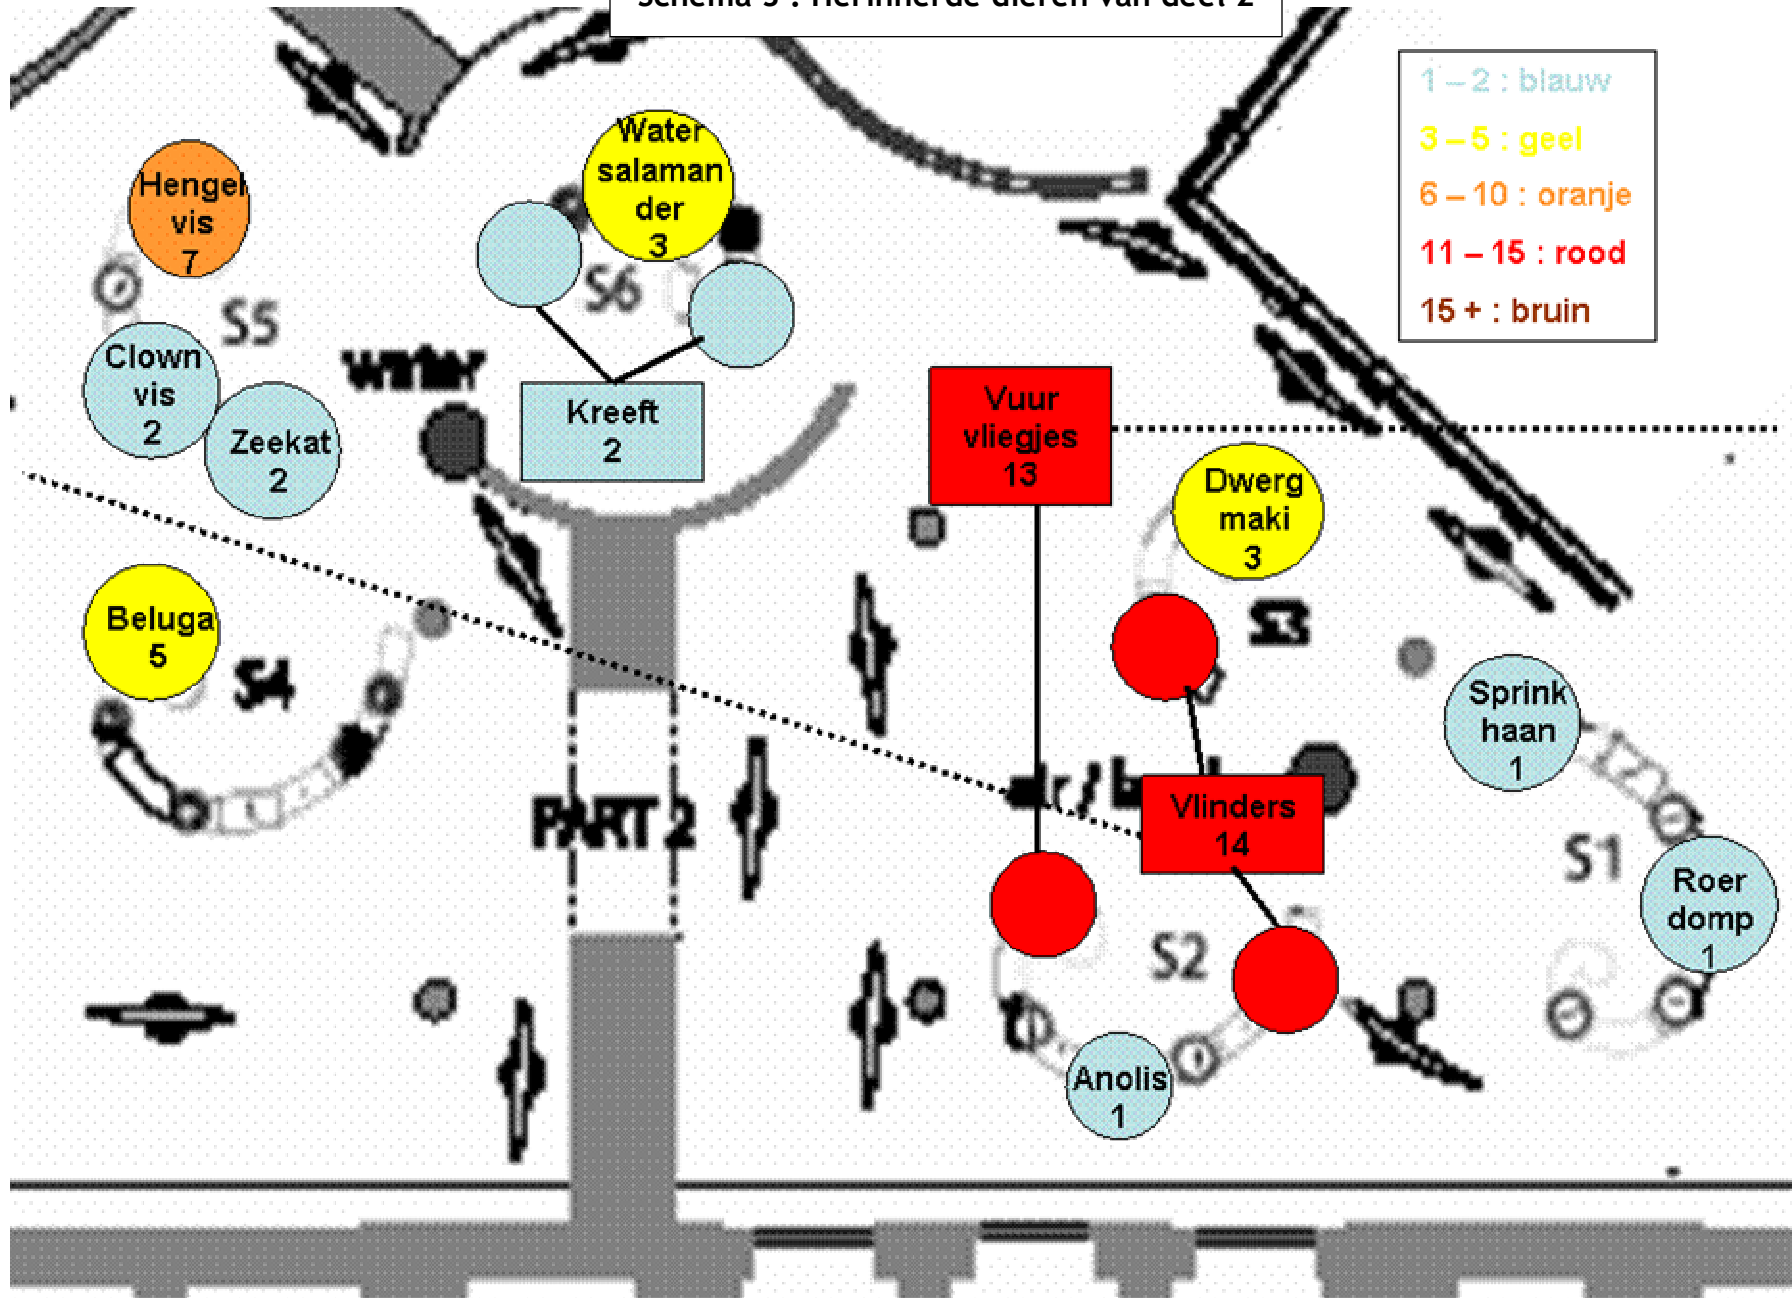 Schema 3 : Herinnerde dieren van deel 2
1 – 2 : blauw
3 – 5 : geel
6 – 10 : oranje
11 – 15 : rood
15 + : bruin
Water
salaman
der
3
Hengel
vis
7
S6
S5
Clown
vis
2
Zeekat
2
water
Kreeft
2
Vuur
vliegjes
13
Dwerg
maki
3
S3
Beluga
5
S4
Sprink
haan
1
air /
Vlinders
14
PART 2
S1
Roer
domp
1
S2
Anolis
1